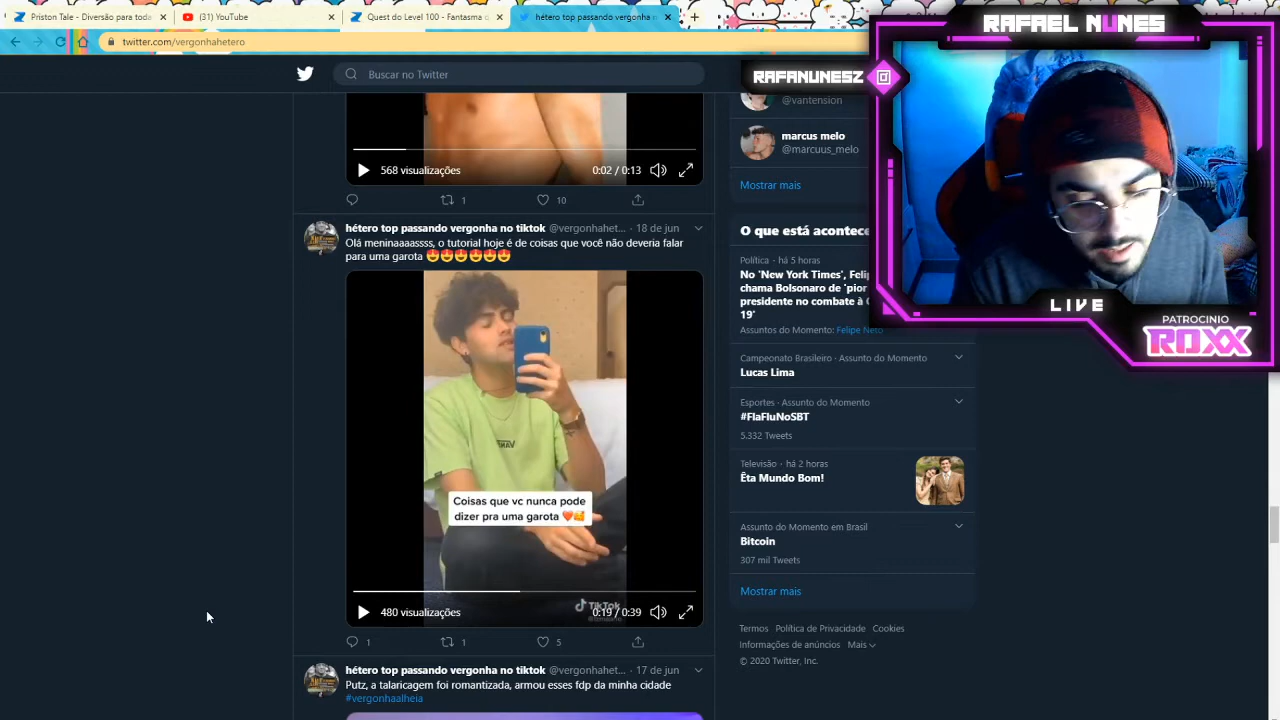 Priston Tale - Diversão para toda
(31) YouTube
Quest do Level 100 - Fantasma o
hétero top passando vergonha n
twitter.com/vergonhahetero
RAFAEL NUNES
RAFANUNESZ
LIVE
PATROCINIO
ROXX
Buscar no Twitter
@vantension
marcus melo
@marcuus_melo
Mostrar mais
568 visualizações
0:02 / 0:13
1
10
hétero top passando vergonha no tiktok @vergonhahet... · 18 de jun
Olá meninaaaassss, o tutorial hoje é de coisas que você não deveria falar
para uma garota 😍😍😍😍😍😍
VANS
Coisas que vc nunca pode
dizer pra uma garota ❤️🥰
TikTok
480 visualizações
0:19 / 0:39
1
1
5
hétero top passando vergonha no tiktok @vergonhahet... · 17 de jun
Putz, a talaricagem foi romantizada, armou esses fdp da minha cidade
#vergonhaalheia
O que está acontece
Política · há 5 horas
No 'New York Times', Felip
chama Bolsonaro de 'pior
presidente no combate à C
19'
Assuntos do Momento: Felipe Neto
Campeonato Brasileiro · Assunto do Momento
Lucas Lima
Esportes · Assunto do Momento
#FlaFluNoSBT
5.332 Tweets
Televisão · há 2 horas
Êta Mundo Bom!
Assunto do Momento em Brasil
Bitcoin
307 mil Tweets
Mostrar mais
Termos Política de Privacidade Cookies
Informações de anúncios Mais
© 2020 Twitter, Inc.